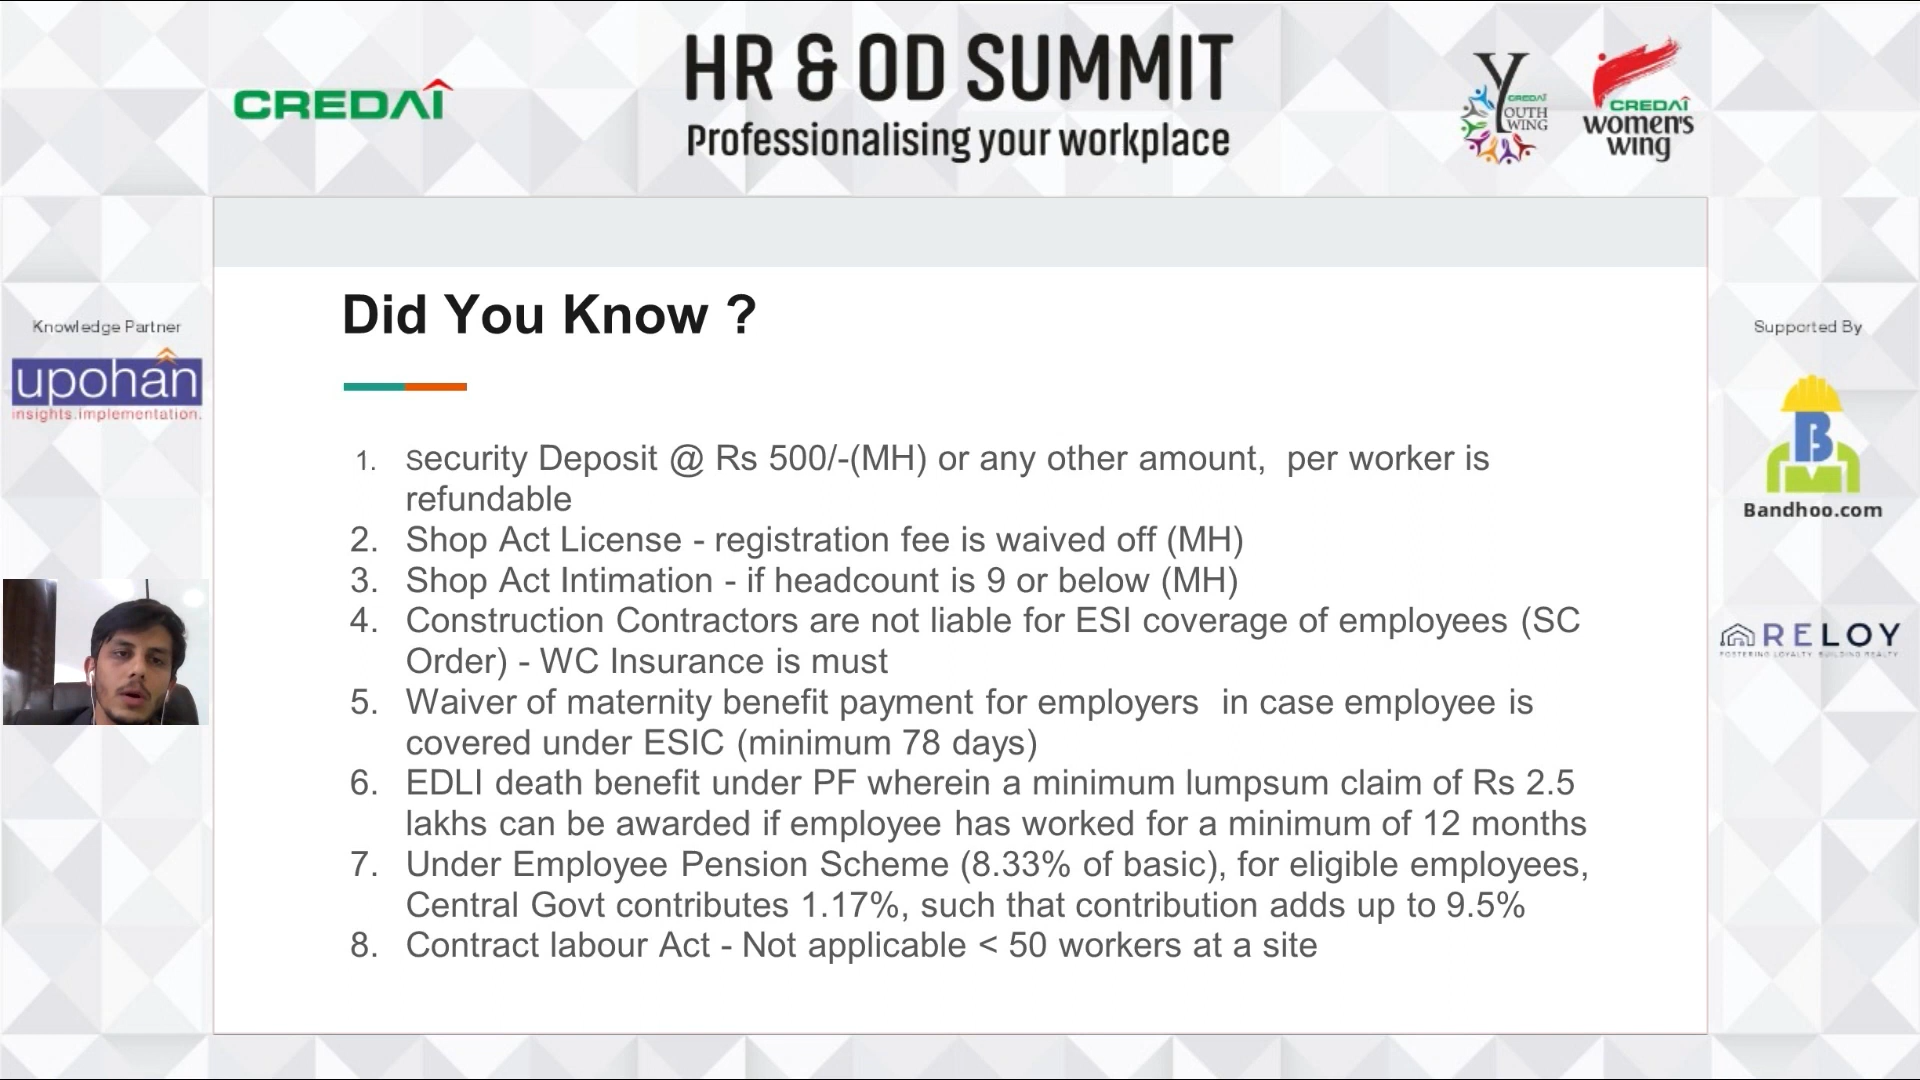 HR & OD SUMMIT
Professionalising your workplace
CREDAI
Y
CREDAI
OUTH
WING
CREDAI
women's
wing
Knowledge Partner
upohan
insights.implementation.
Supported By
B
Bandhoo.com
RELOY
FOSTERING LOYALTY. BUILDING REALTY.
Did You Know ?
1. Security Deposit @ Rs 500/-(MH) or any other amount, per worker is
refundable
2. Shop Act License - registration fee is waived off (MH)
3. Shop Act Intimation - if headcount is 9 or below (MH)
4. Construction Contractors are not liable for ESI coverage of employees (SC
Order) - WC Insurance is must
5. Waiver of maternity benefit payment for employers in case employee is
covered under ESIC (minimum 78 days)
6. EDLI death benefit under PF wherein a minimum lumpsum claim of Rs 2.5
lakhs can be awarded if employee has worked for a minimum of 12 months
7. Under Employee Pension Scheme (8.33% of basic), for eligible employees,
Central Govt contributes 1.17%, such that contribution adds up to 9.5%
8. Contract labour Act - Not applicable < 50 workers at a site